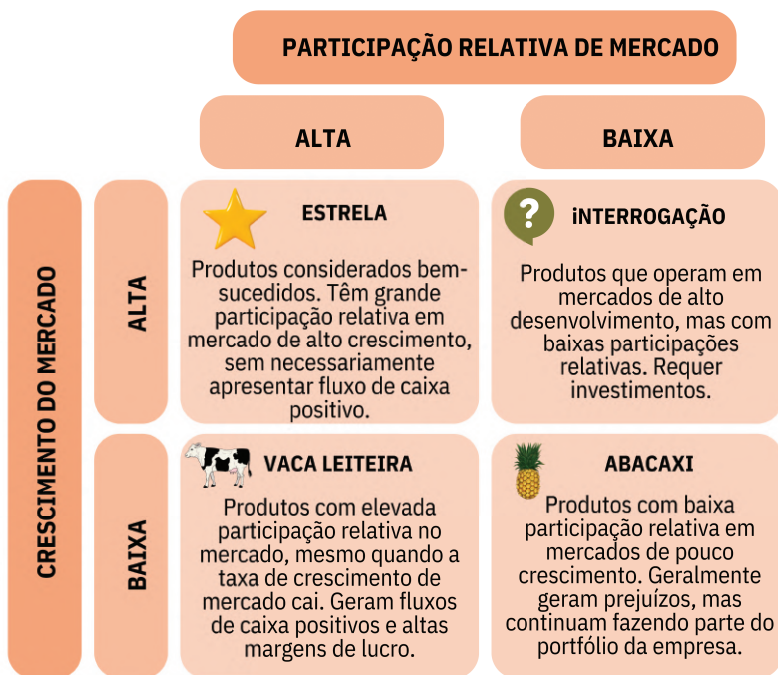 PARTICIPAÇÃO RELATIVA DE MERCADO
ALTA
BAIXA
CRESCIMENTO DO MERCADO
ALTA
ESTRELA
Produtos considerados bem-
sucedidos. Têm grande
participação relativa em
mercado de alto crescimento,
sem necessariamente
apresentar fluxo de caixa
positivo.
?
iNTERROGAÇÃO
Produtos que operam em
mercados de alto
desenvolvimento, mas com
baixas participações
relativas. Requer
investimentos.
BAIXA
VACA LEITEIRA
Produtos com elevada
participação relativa no
mercado, mesmo quando a
taxa de crescimento de
mercado cai. Geram fluxos
de caixa positivos e altas
margens de lucro.
ABACAXI
Produtos com baixa
participação relativa em
mercados de pouco
crescimento. Geralmente
geram prejuízos, mas
continuam fazendo parte do
portfólio da empresa.